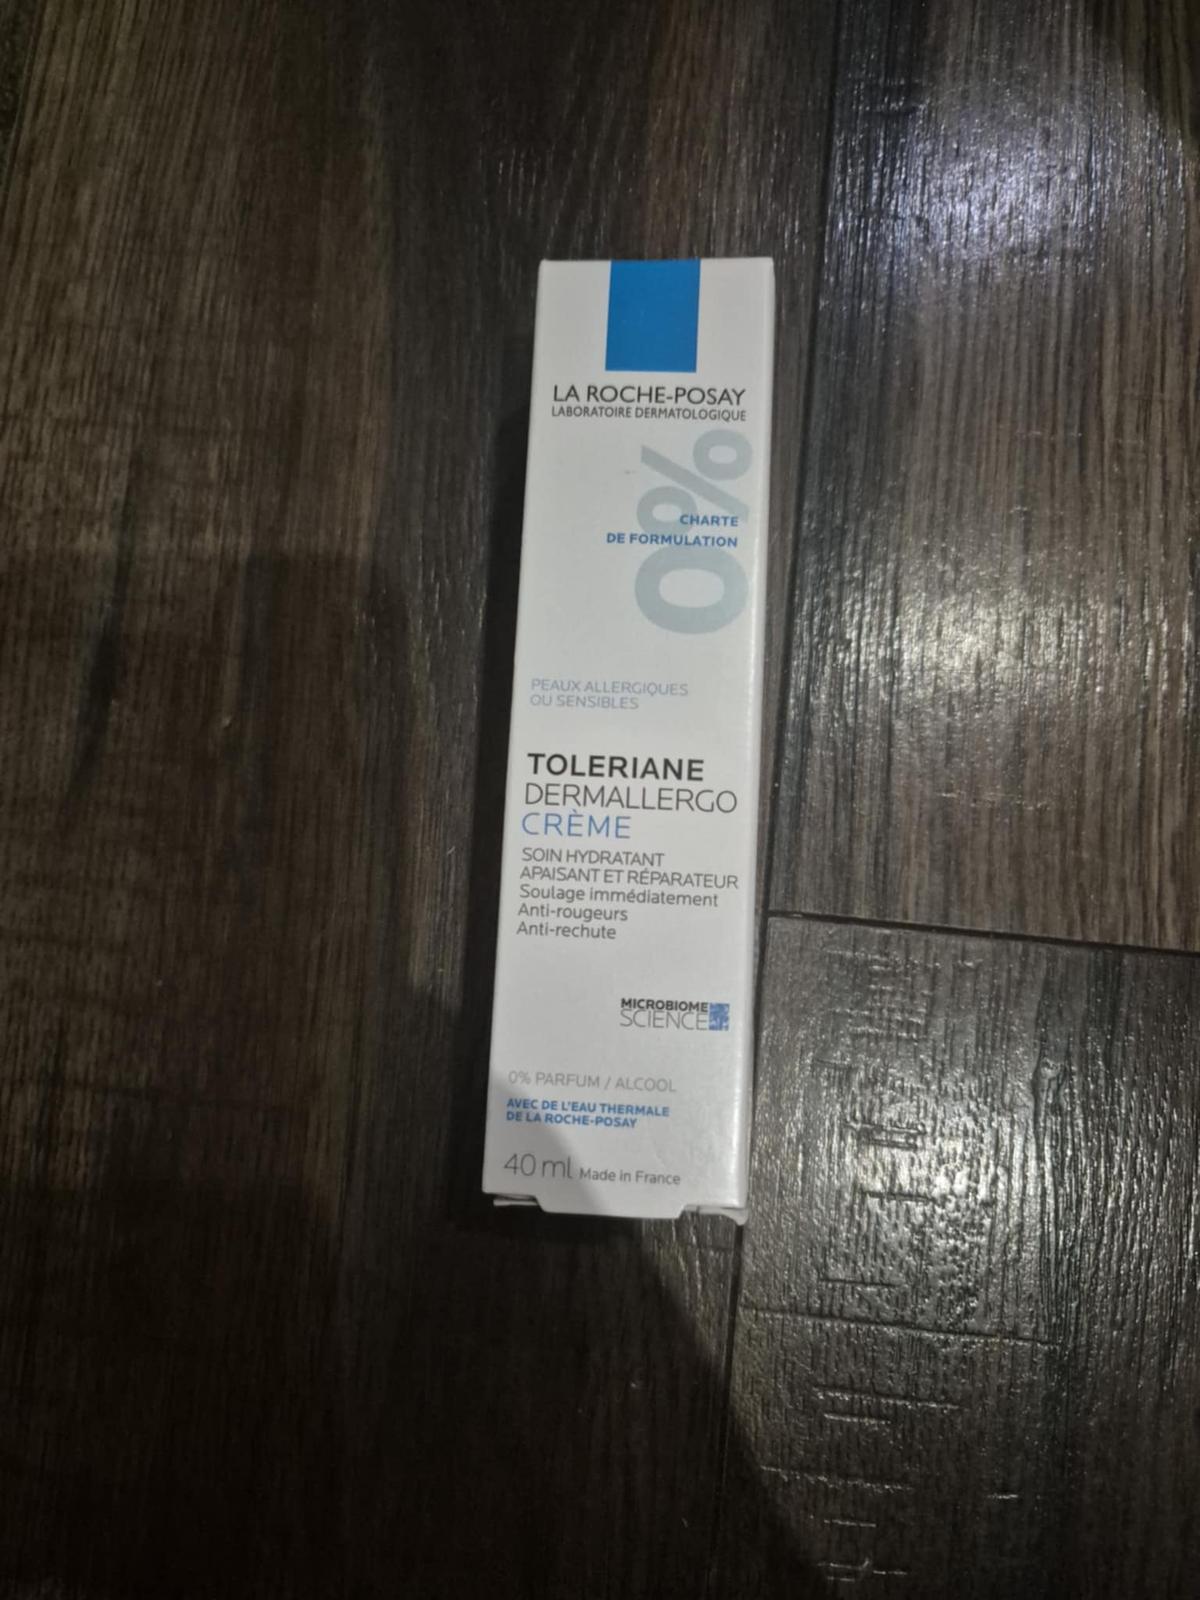 LA ROCHE-POSAY
LABORATOIRE DERMATOLOGIQUE
0%
CHARTE
DE FORMULATION
PEAUX ALLERGIQUES
OU SENSIBLES
TOLERIANE
DERMALLERGO
CRÈME
SOIN HYDRATANT
APAISANT ET RÉPARATEUR
Soulage immédiatement
Anti-rougeurs
Anti-rechute
MICROBIOME
SCIENCE
0% PARFUM / ALCOOL
AVEC DE L'EAU THERMALE
DE LA ROCHE-POSAY
40 ml Made in France